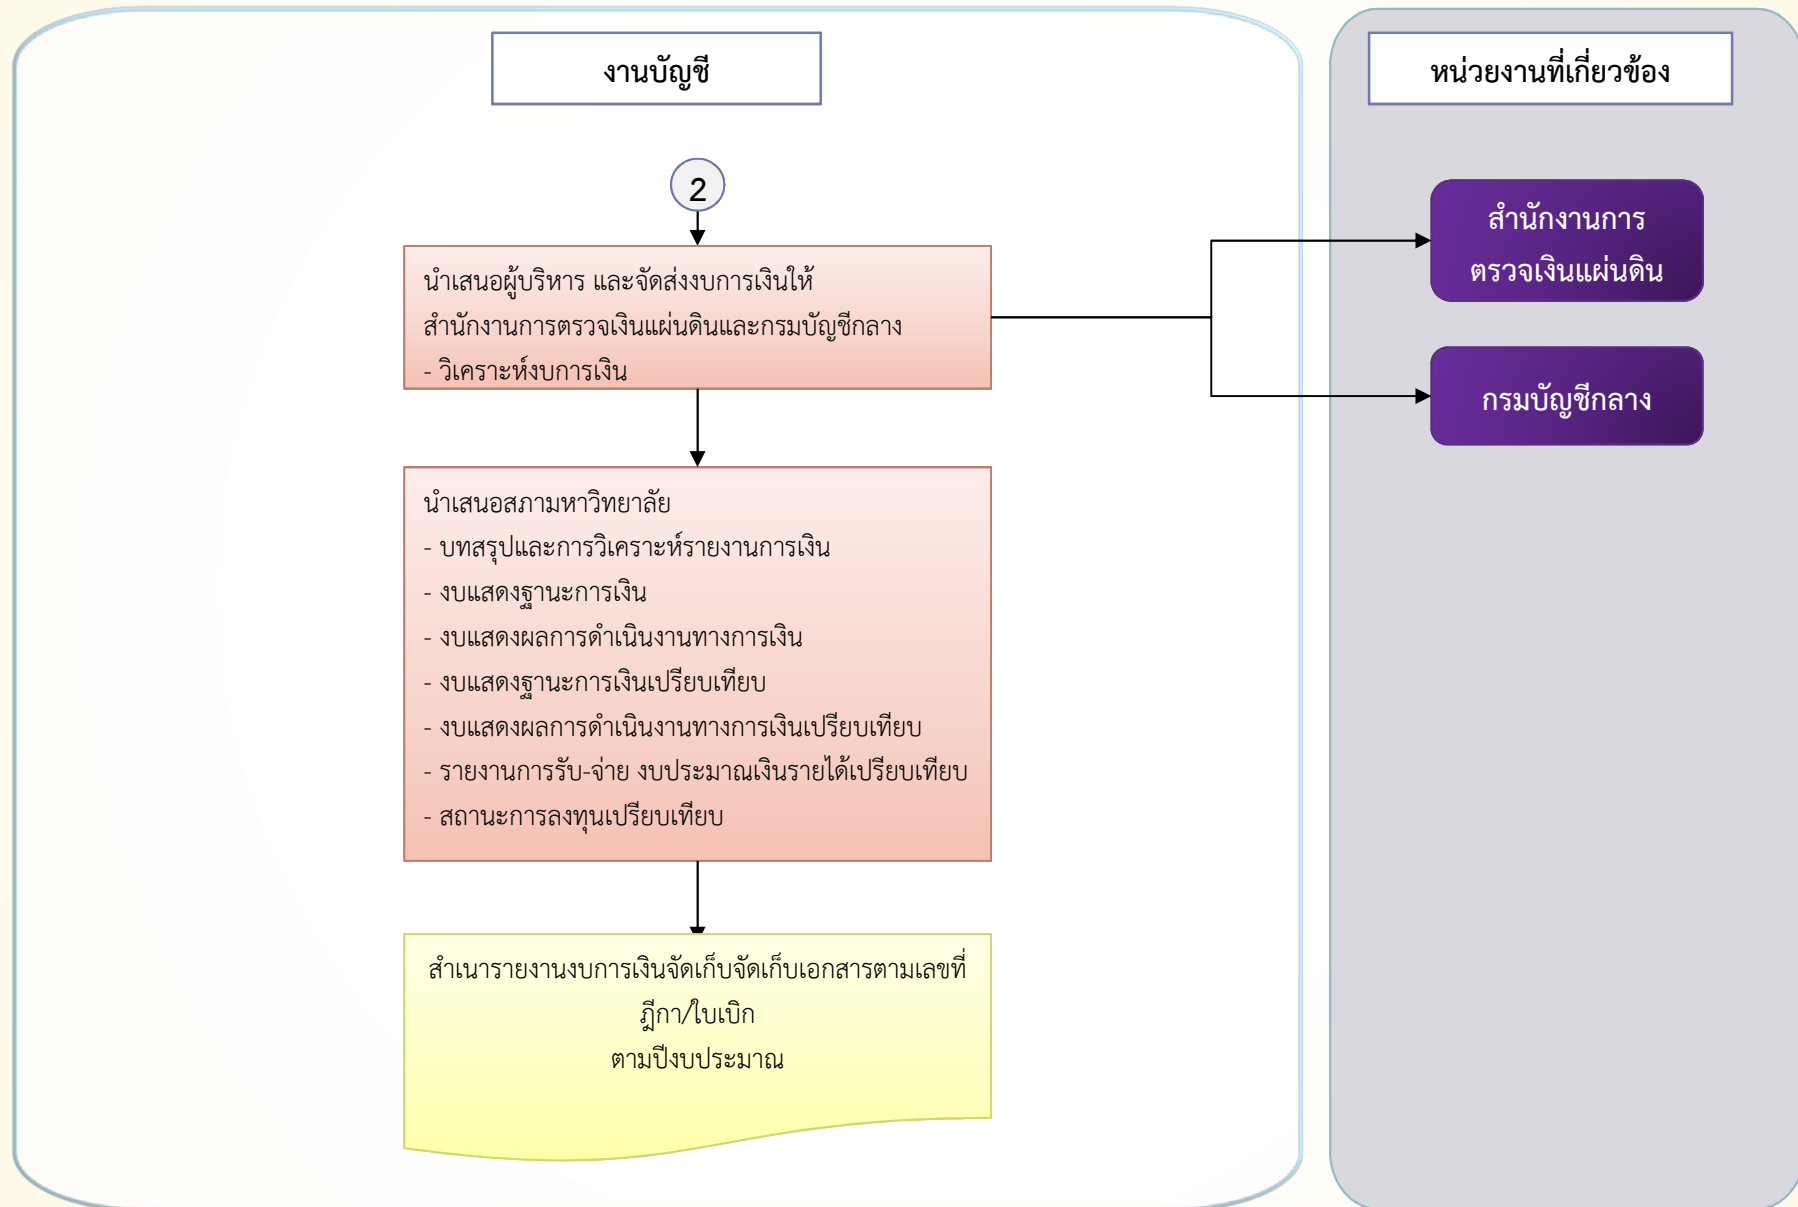 งานบัญชี
หน่วยงานที่เกี่ยวข้อง
2
นำเสนอผู้บริหาร และจัดส่งงบการเงินให้
สำนักงานการตรวจเงินแผ่นดินและกรมบัญชีกลาง
- วิเคราะห์งบการเงิน
สำนักงานการ
ตรวจเงินแผ่นดิน
กรมบัญชีกลาง
นำเสนอสภามหาวิทยาลัย
- บทสรุปและการวิเคราะห์รายงานการเงิน
- งบแสดงฐานะการเงิน
- งบแสดงผลการดำเนินงานทางการเงิน
- งบแสดงฐานะการเงินเปรียบเทียบ
- งบแสดงผลการดำเนินงานทางการเงินเปรียบเทียบ
- รายงานการรับ-จ่าย งบประมาณเงินรายได้เปรียบเทียบ
- สถานะการลงทุนเปรียบเทียบ
สำเนารายงานงบการเงินจัดเก็บจัดเก็บเอกสารตามเลขที่
ฎีกา/ใบเบิก
ตามปีงบประมาณ